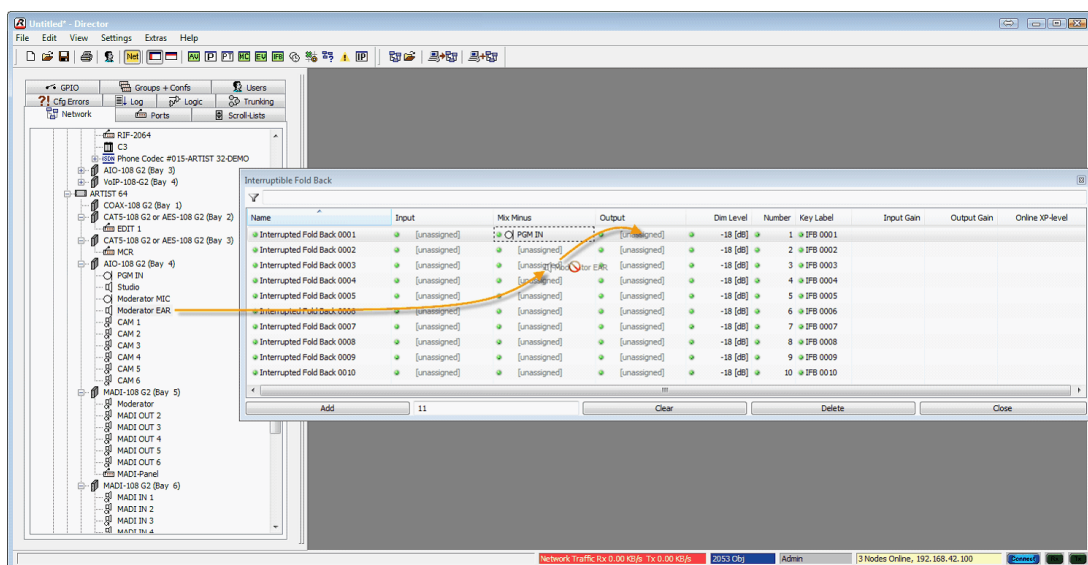 Untitled* - Director
File Edit View Settings Extras Help
Net AV P PT MC EV IFB IP
GPIO Groups + Confs Users
?! Cfg Errors Log Logic Trunking
Network Ports Scroll-Lists
RIF-2064
C3
ISDN Phone Codec #015-ARTIST 32-DEMO
AIO-108 G2 (Bay 3)
VoIP-108-G2 (Bay 4)
ARTIST 64
COAX-108 G2 (Bay 1)
CAT5-108 G2 or AES-108 G2 (Bay 2)
EDIT 1
CAT5-108 G2 or AES-108 G2 (Bay 3)
MCR
AIO-108 G2 (Bay 4)
PGM IN
Studio
Moderator MIC
Moderator EAR
CAM 1
CAM 2
CAM 3
CAM 4
CAM 5
CAM 6
MADI-108 G2 (Bay 5)
Moderator
MADI OUT 2
MADI OUT 3
MADI OUT 4
MADI OUT 5
MADI OUT 6
MADI-Panel
MADI-108 G2 (Bay 6)
MADI IN 1
MADI IN 2
MADI IN 3
MADI IN 4
Interruptible Fold Back
Name Input Mix Minus Output Dim Level Number Key Label Input Gain Output Gain Online XP-level
Interrupted Fold Back 0001 [unassigned] PGM IN [unassigned] -18 [dB] 1 IFB 0001
Interrupted Fold Back 0002 [unassigned] [unassigned] [unassigned] -18 [dB] 2 IFB 0002
Interrupted Fold Back 0003 [unassigned] [unassigned] [unassigned] -18 [dB] 3 IFB 0003
Moderator EAR
Interrupted Fold Back 0004 [unassigned] [unassigned] [unassigned] -18 [dB] 4 IFB 0004
Interrupted Fold Back 0005 [unassigned] [unassigned] [unassigned] -18 [dB] 5 IFB 0005
Interrupted Fold Back 0006 [unassigned] [unassigned] [unassigned] -18 [dB] 6 IFB 0006
Interrupted Fold Back 0007 [unassigned] [unassigned] [unassigned] -18 [dB] 7 IFB 0007
Interrupted Fold Back 0008 [unassigned] [unassigned] [unassigned] -18 [dB] 8 IFB 0008
Interrupted Fold Back 0009 [unassigned] [unassigned] [unassigned] -18 [dB] 9 IFB 0009
Interrupted Fold Back 0010 [unassigned] [unassigned] [unassigned] -18 [dB] 10 IFB 0010
Add 11 Clear Delete Close
Network Traffic Rx 0.00 KB/s Tx 0.00 KB/s 2053 Obj Admin 3 Nodes Online, 192.168.42.100 Connect